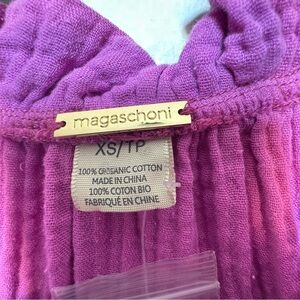 magaschoni
XS/TP
100% ORGANIC COTTON
MADE IN CHINA
100% COTON BIO
FABRIQUÉ EN CHINE